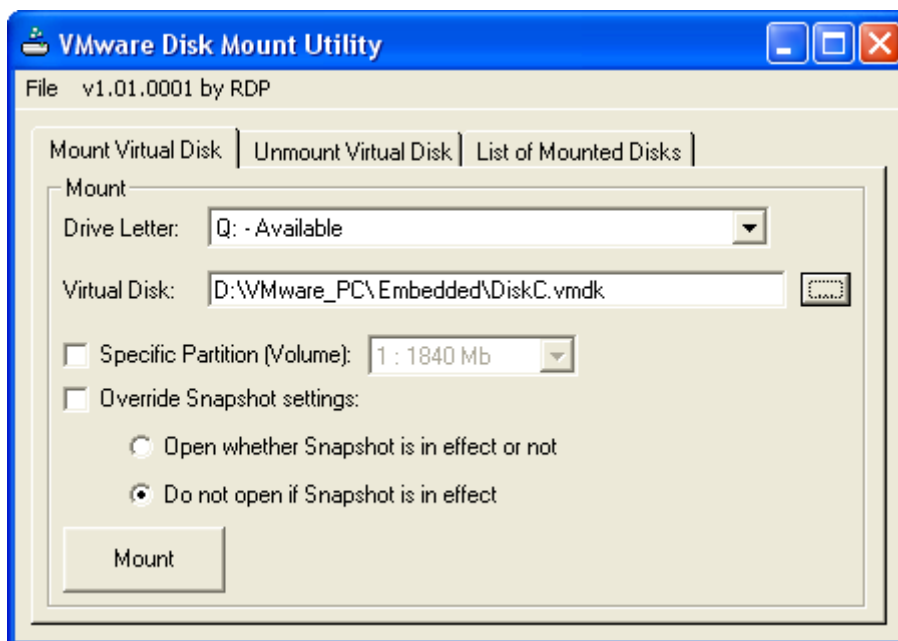 VMware Disk Mount Utility
File v1.01.0001 by RDP
Mount Virtual Disk Unmount Virtual Disk List of Mounted Disks
Mount
Drive Letter: Q: - Available
Virtual Disk: D:\VMware_PC\Embedded\DiskC.vmdk ...
Specific Partition (Volume): 1 : 1840 Mb
Override Snapshot settings:
Open whether Snapshot is in effect or not
Do not open if Snapshot is in effect
Mount